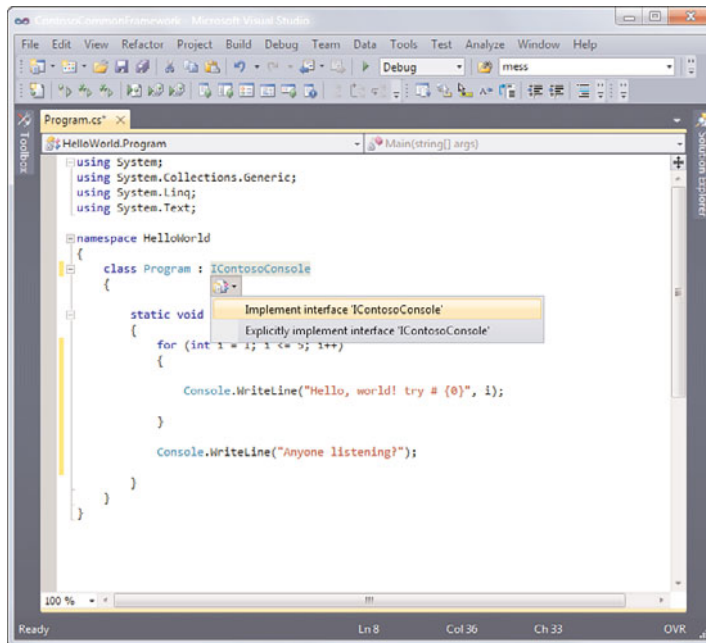 ContosoCommonFramework - Microsoft Visual Studio
File Edit View Refactor Project Build Debug Team Data Tools Test Analyze Window Help
Debug mess
Toolbox
Program.cs*
Solution Explorer
HelloWorld.Program Main(string[] args)
using System;
using System.Collections.Generic;
using System.Linq;
using System.Text;
namespace HelloWorld
{
class Program : IContosoConsole
{
Implement interface 'IContosoConsole'
static void
Explicitly implement interface 'IContosoConsole'
{
for (int i = 1; i <= 5; i++)
{
Console.WriteLine("Hello, world! try # {0}", i);
}
Console.WriteLine("Anyone listening?");
}
}
}
100 %
Ready Ln 8 Col 36 Ch 33 OVR